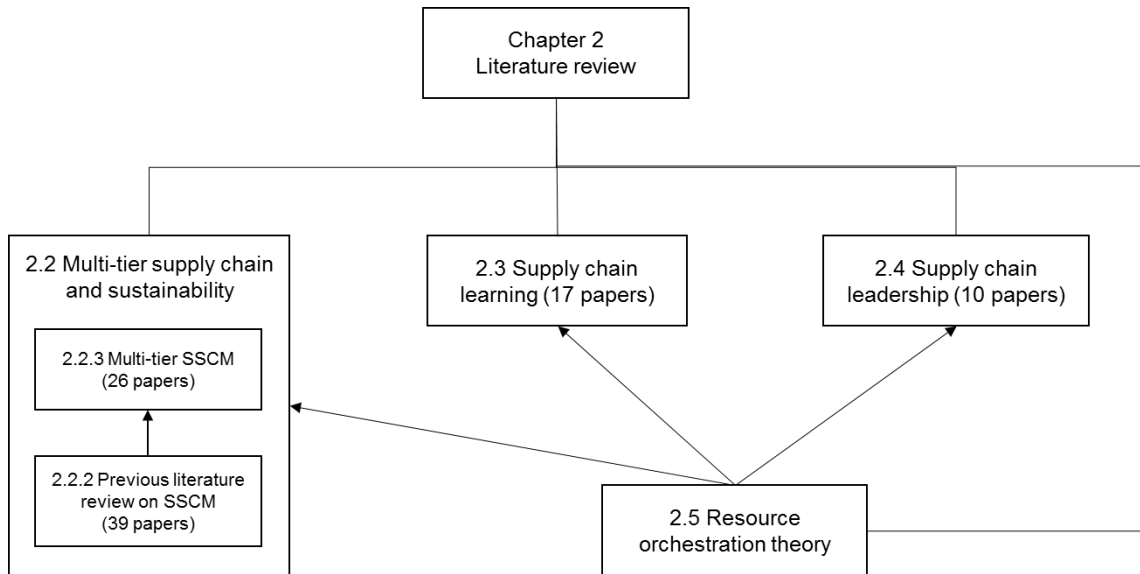 Chapter 2
Literature review
2.2 Multi-tier supply chain
and sustainability
2.2.3 Multi-tier SSCM
(26 papers)
2.2.2 Previous literature
review on SSCM
(39 papers)
2.3 Supply chain
learning (17 papers)
2.4 Supply chain
leadership (10 papers)
2.5 Resource
orchestration theory